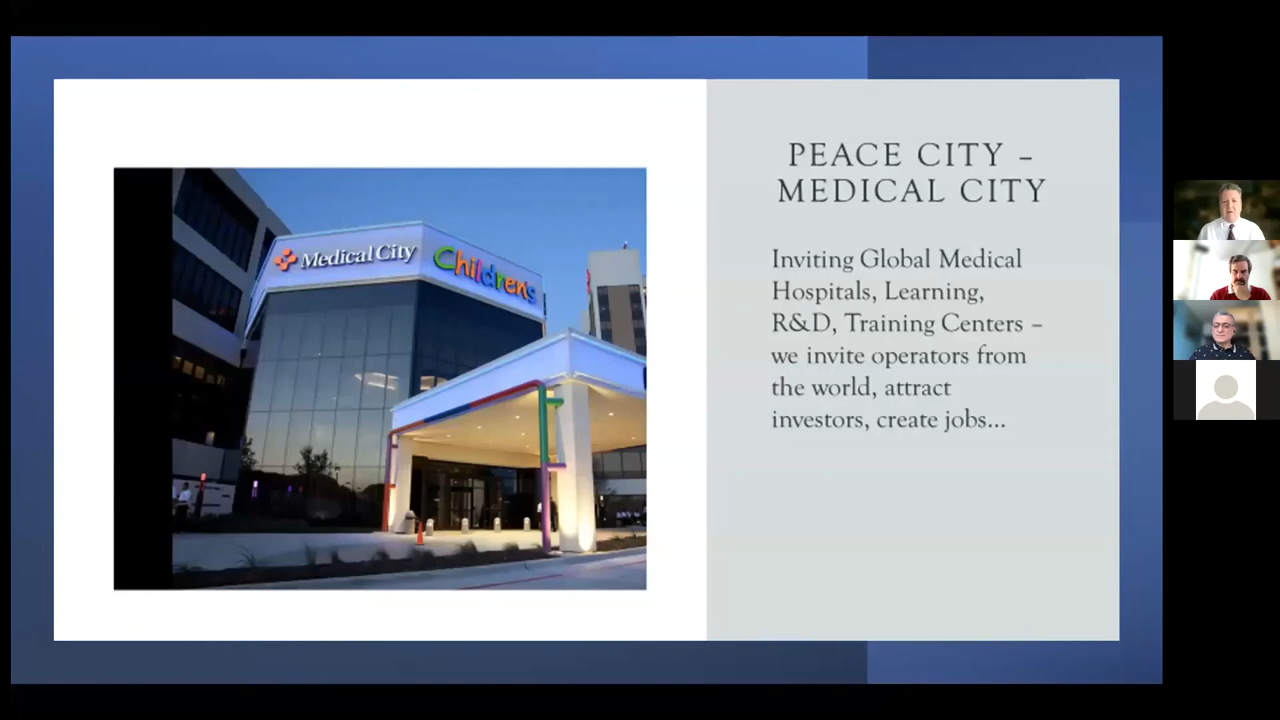 Medical City Children's
PEACE CITY –
MEDICAL CITY
Inviting Global Medical
Hospitals, Learning,
R&D, Training Centers –
we invite operators from
the world, attract
investors, create jobs...